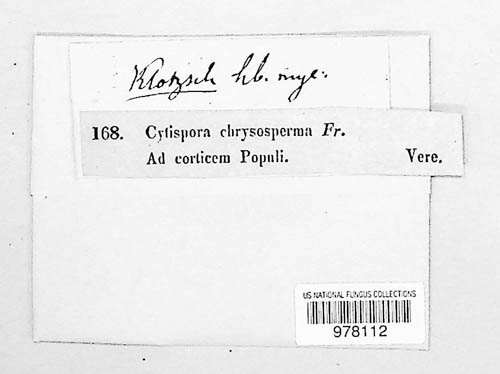 Klotzsch hb. myc.
168. Cytispora chrysosperma Fr.
Ad corticem Populi. Vere.
US NATIONAL FUNGUS COLLECTIONS
978112